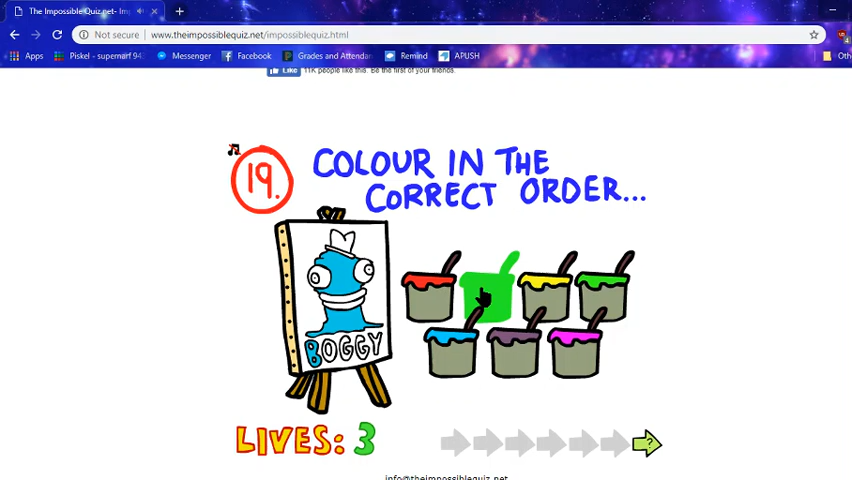 The Impossible Quiz.net- Im
Not secure
www.theimpossiblequiz.net/impossiblequiz.html
Apps
Piskel - supernarf 94
Messenger
Facebook
Grades and Attendan
Remind
APUSH
Like
11K people like this. Be the first of your friends.
19.
COLOUR IN THE
CORRECT ORDER...
BOGGY
LIVES: 3
?
info@theimpossiblequiz.net